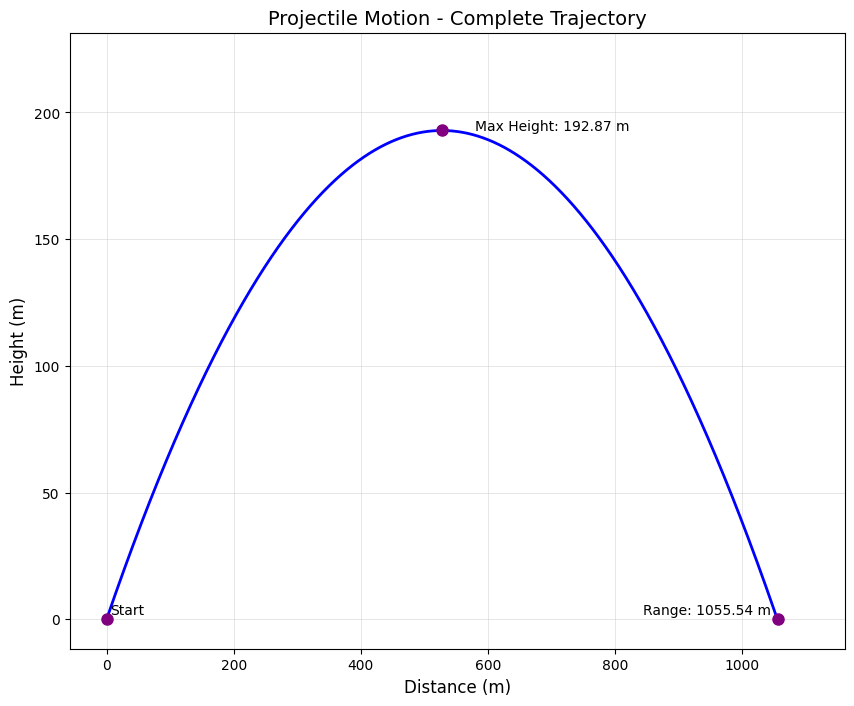 Projectile Motion - Complete Trajectory
Height (m)
200
150
100
50
0
Max Height: 192.87 m
Start
Range: 1055.54 m
0
200
400
600
800
1000
Distance (m)